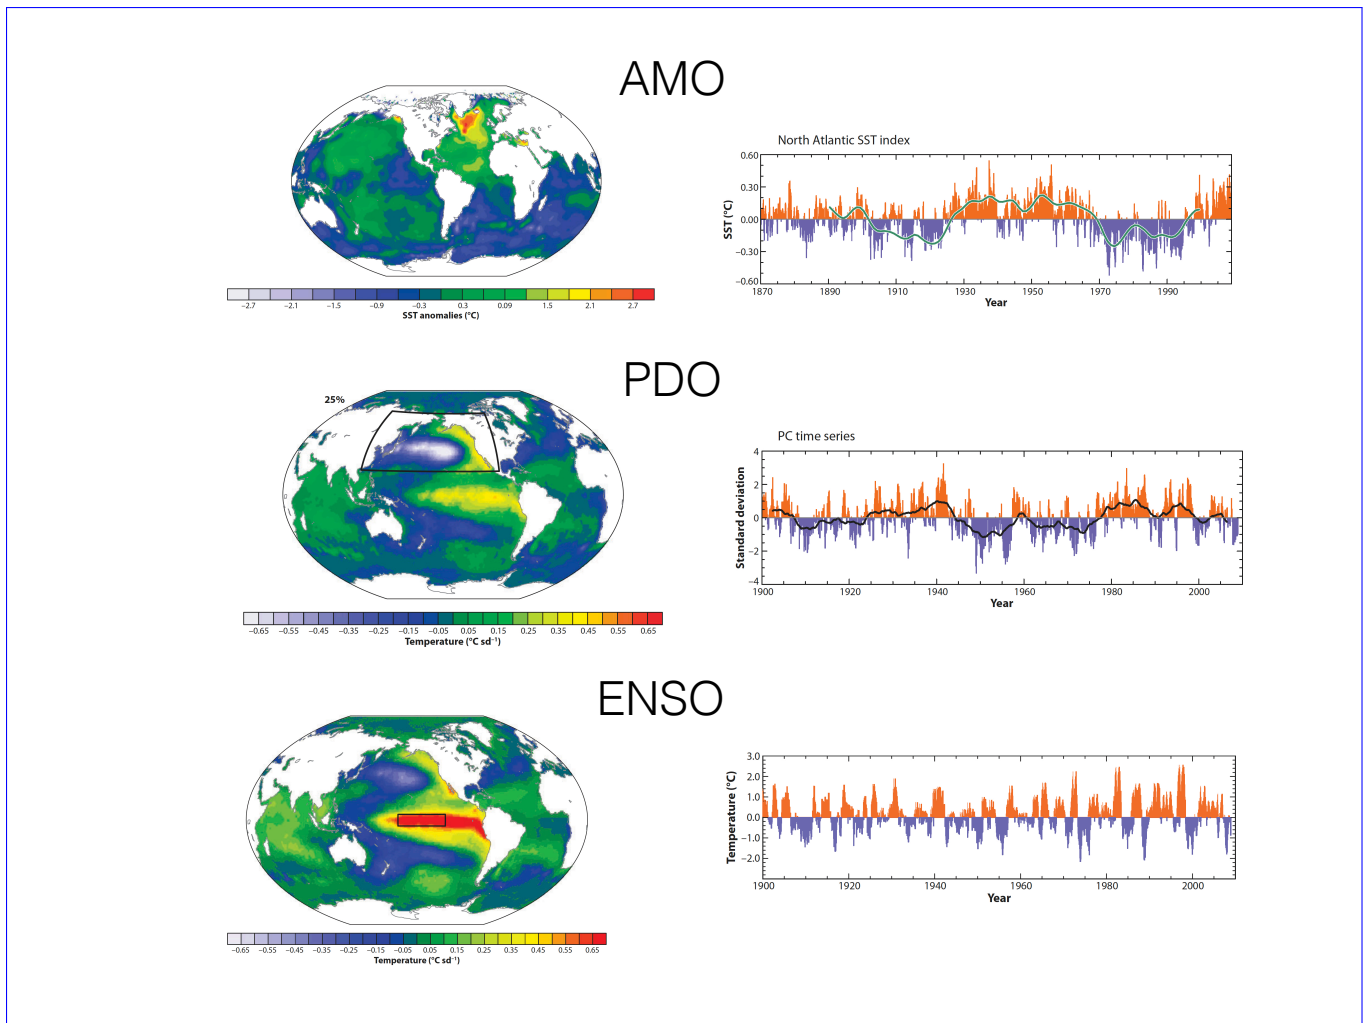 AMO
North Atlantic SST index
0.60
0.30
0.00
−0.30
−0.60
SST (°C)
1870 1890 1910 1930 1950 1970 1990
Year
−2.7 −2.1 −1.5 −0.9 −0.3 0.3 0.09 1.5 2.1 2.7
SST anomalies (°C)
PDO
25%
PC time series
4
2
0
−2
−4
Standard deviation
1900 1920 1940 1960 1980 2000
Year
−0.65 −0.55 −0.45 −0.35 −0.25 −0.15 −0.05 0.05 0.15 0.25 0.35 0.45 0.55 0.65
Temperature (°C sd⁻¹)
ENSO
3.0
2.0
1.0
0.0
−1.0
−2.0
Temperature (°C)
1900 1920 1940 1960 1980 2000
Year
−0.65 −0.55 −0.45 −0.35 −0.25 −0.15 −0.05 0.05 0.15 0.25 0.35 0.45 0.55 0.65
Temperature (°C sd⁻¹)